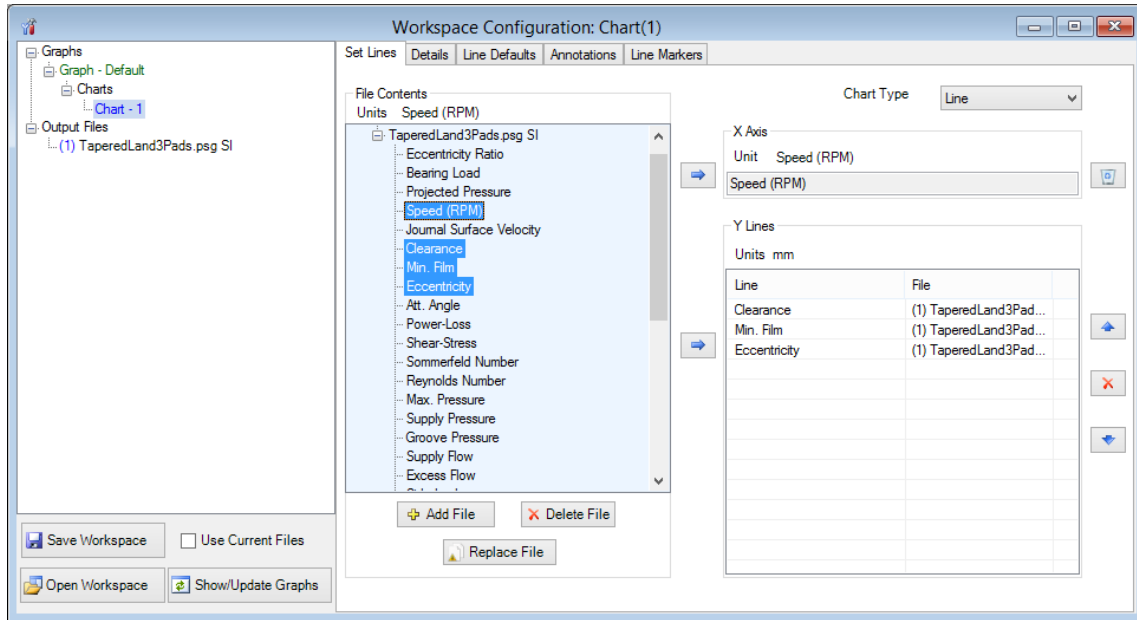 Workspace Configuration: Chart(1)
Graphs
Graph - Default
Charts
Chart - 1
Output Files
(1) TaperedLand3Pads.psg SI
Save Workspace
Use Current Files
Open Workspace
Show/Update Graphs
Set Lines
Details
Line Defaults
Annotations
Line Markers
File Contents
Units Speed (RPM)
TaperedLand3Pads.psg SI
Eccentricity Ratio
Bearing Load
Projected Pressure
Speed (RPM)
Journal Surface Velocity
Clearance
Min. Film
Eccentricity
Att. Angle
Power-Loss
Shear-Stress
Sommerfeld Number
Reynolds Number
Max. Pressure
Supply Pressure
Groove Pressure
Supply Flow
Excess Flow
Add File
Delete File
Replace File
Chart Type
Line
X Axis
Unit Speed (RPM)
Speed (RPM)
Y Lines
Units mm
Line File
Clearance (1) TaperedLand3Pad...
Min. Film (1) TaperedLand3Pad...
Eccentricity (1) TaperedLand3Pad...